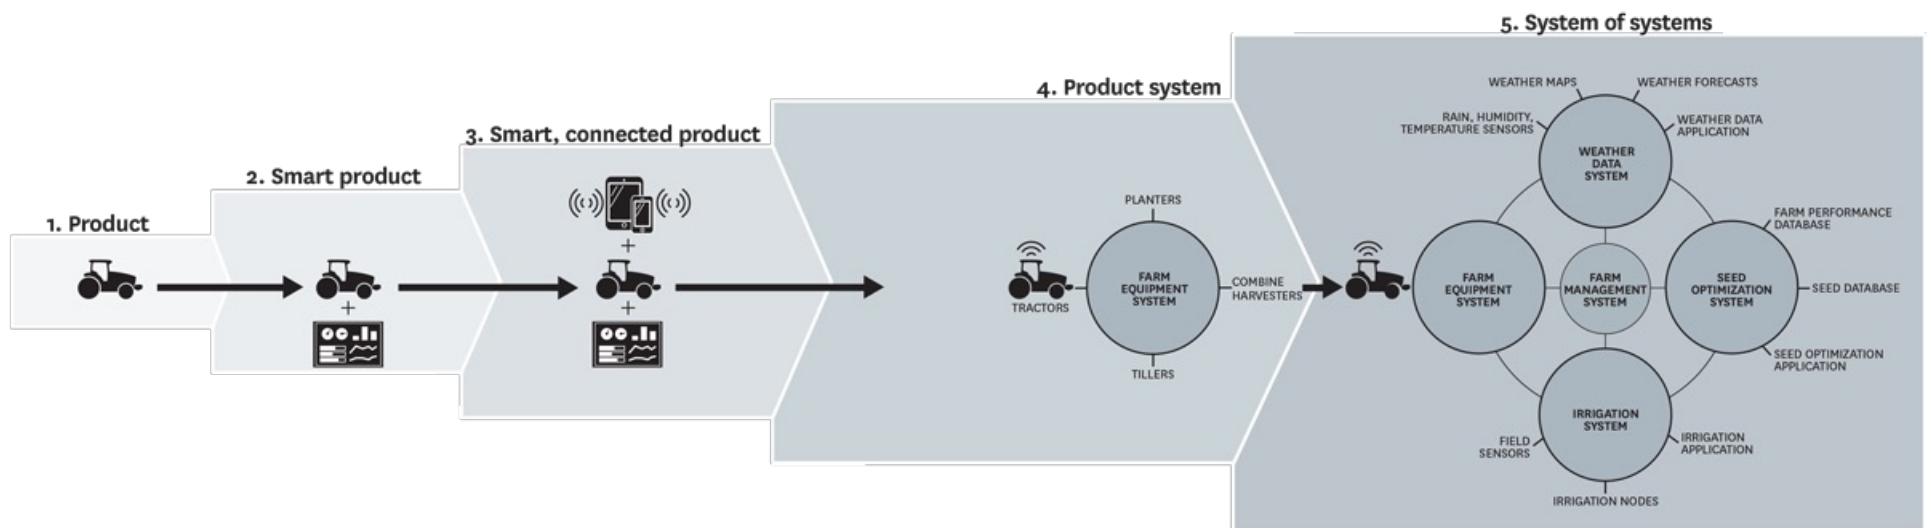 1. Product
2. Smart product
+
3. Smart, connected product
+
+
4. Product system
PLANTERS
TRACTORS
FARM
EQUIPMENT
SYSTEM
COMBINE
HARVESTERS
TILLERS
5. System of systems
WEATHER MAPS
WEATHER FORECASTS
RAIN, HUMIDITY,
TEMPERATURE SENSORS
WEATHER DATA
APPLICATION
WEATHER
DATA
SYSTEM
FARM
EQUIPMENT
SYSTEM
FARM
MANAGEMENT
SYSTEM
SEED
OPTIMIZATION
SYSTEM
FARM PERFORMANCE
DATABASE
SEED DATABASE
SEED OPTIMIZATION
APPLICATION
IRRIGATION
SYSTEM
FIELD
SENSORS
IRRIGATION
APPLICATION
IRRIGATION NODES